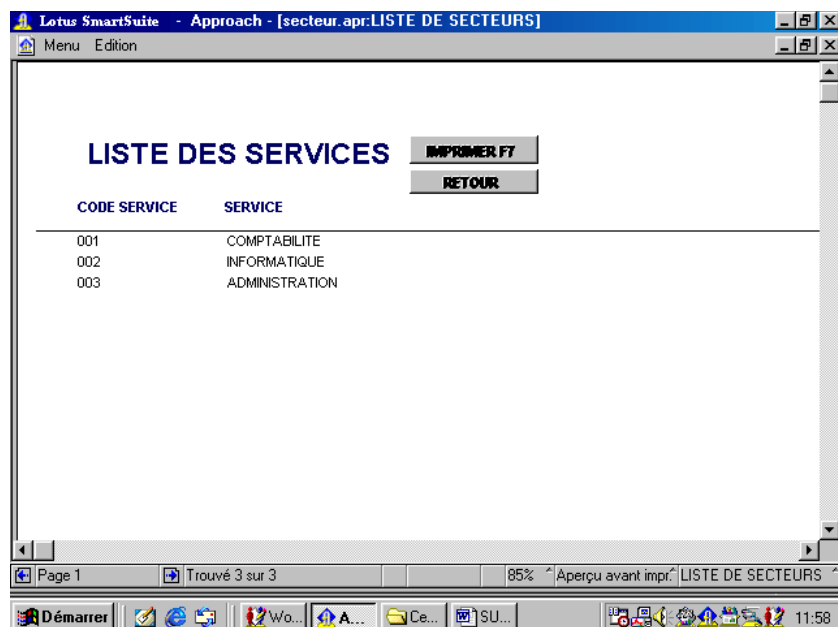 Lotus SmartSuite - Approach - [secteur.apr:LISTE DE SECTEURS]
Menu Edition
LISTE DES SERVICES
IMPRIMER F7
RETOUR
CODE SERVICE SERVICE
001 COMPTABILITE
002 INFORMATIQUE
003 ADMINISTRATION
Page 1 Trouvé 3 sur 3 85% Aperçu avant impr. LISTE DE SECTEURS
Démarrer Wo... A... Ce... SU... 11:58